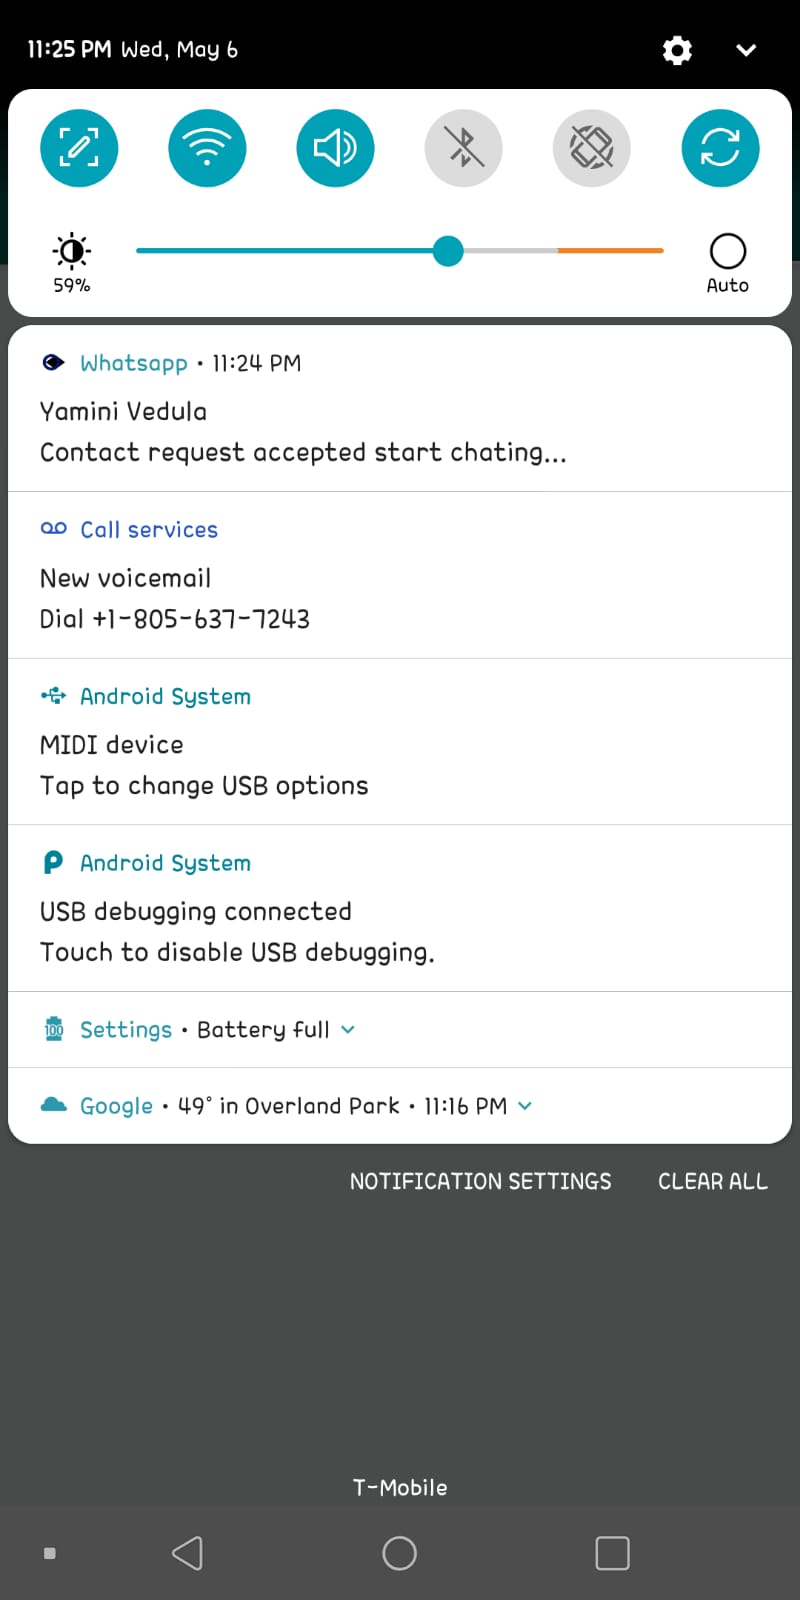 11:25 PM Wed, May 6
59%
Auto
Whatsapp • 11:24 PM
Yamini Vedula
Contact request accepted start chating...
Call services
New voicemail
Dial +1-805-637-7243
Android System
MIDI device
Tap to change USB options
Android System
USB debugging connected
Touch to disable USB debugging.
100 Settings • Battery full
Google • 49° in Overland Park • 11:16 PM
NOTIFICATION SETTINGS CLEAR ALL
T-Mobile